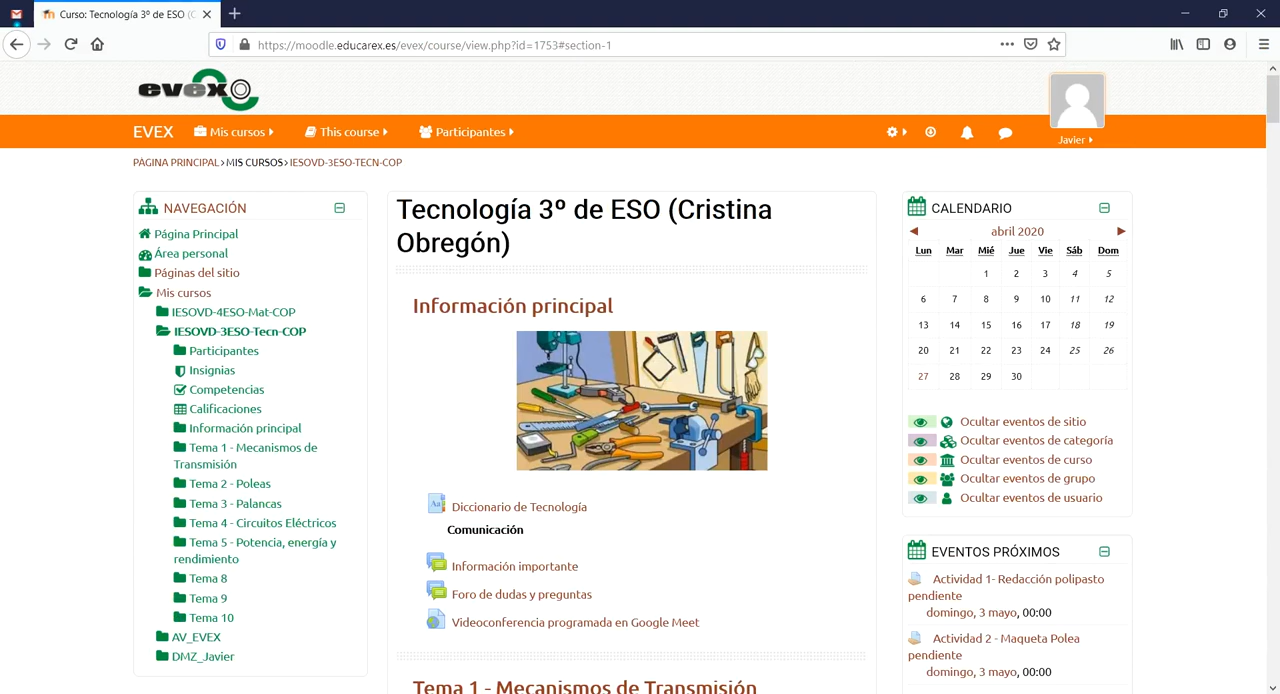 Curso: Tecnología 3º de ESO (C
https://moodle.educarex.es/evex/course/view.php?id=1753#section-1
evex
EVEX Mis cursos This course Participantes
Javier
PÁGINA PRINCIPAL › MIS CURSOS › IESOVD-3ESO-TECN-COP
NAVEGACIÓN
Página Principal
Área personal
Páginas del sitio
Mis cursos
IESOVD-4ESO-Mat-COP
IESOVD-3ESO-Tecn-COP
Participantes
Insignias
Competencias
Calificaciones
Información principal
Tema 1 - Mecanismos de
Transmisión
Tema 2 - Poleas
Tema 3 - Palancas
Tema 4 - Circuitos Eléctricos
Tema 5 - Potencia, energía y
rendimiento
Tema 8
Tema 9
Tema 10
AV_EVEX
DMZ_Javier
Tecnología 3º de ESO (Cristina
Obregón)
Información principal
Aa
Diccionario de Tecnología
Comunicación
Información importante
Foro de dudas y preguntas
Videoconferencia programada en Google Meet
Tema 1 - Mecanismos de Transmisión
CALENDARIO
abril 2020
Lun Mar Mié Jue Vie Sáb Dom
1 2 3 4 5
6 7 8 9 10 11 12
13 14 15 16 17 18 19
20 21 22 23 24 25 26
27 28 29 30
Ocultar eventos de sitio
Ocultar eventos de categoría
Ocultar eventos de curso
Ocultar eventos de grupo
Ocultar eventos de usuario
EVENTOS PRÓXIMOS
Actividad 1- Redacción polipasto
pendiente
domingo, 3 mayo, 00:00
Actividad 2 - Maqueta Polea
pendiente
domingo, 3 mayo, 00:00